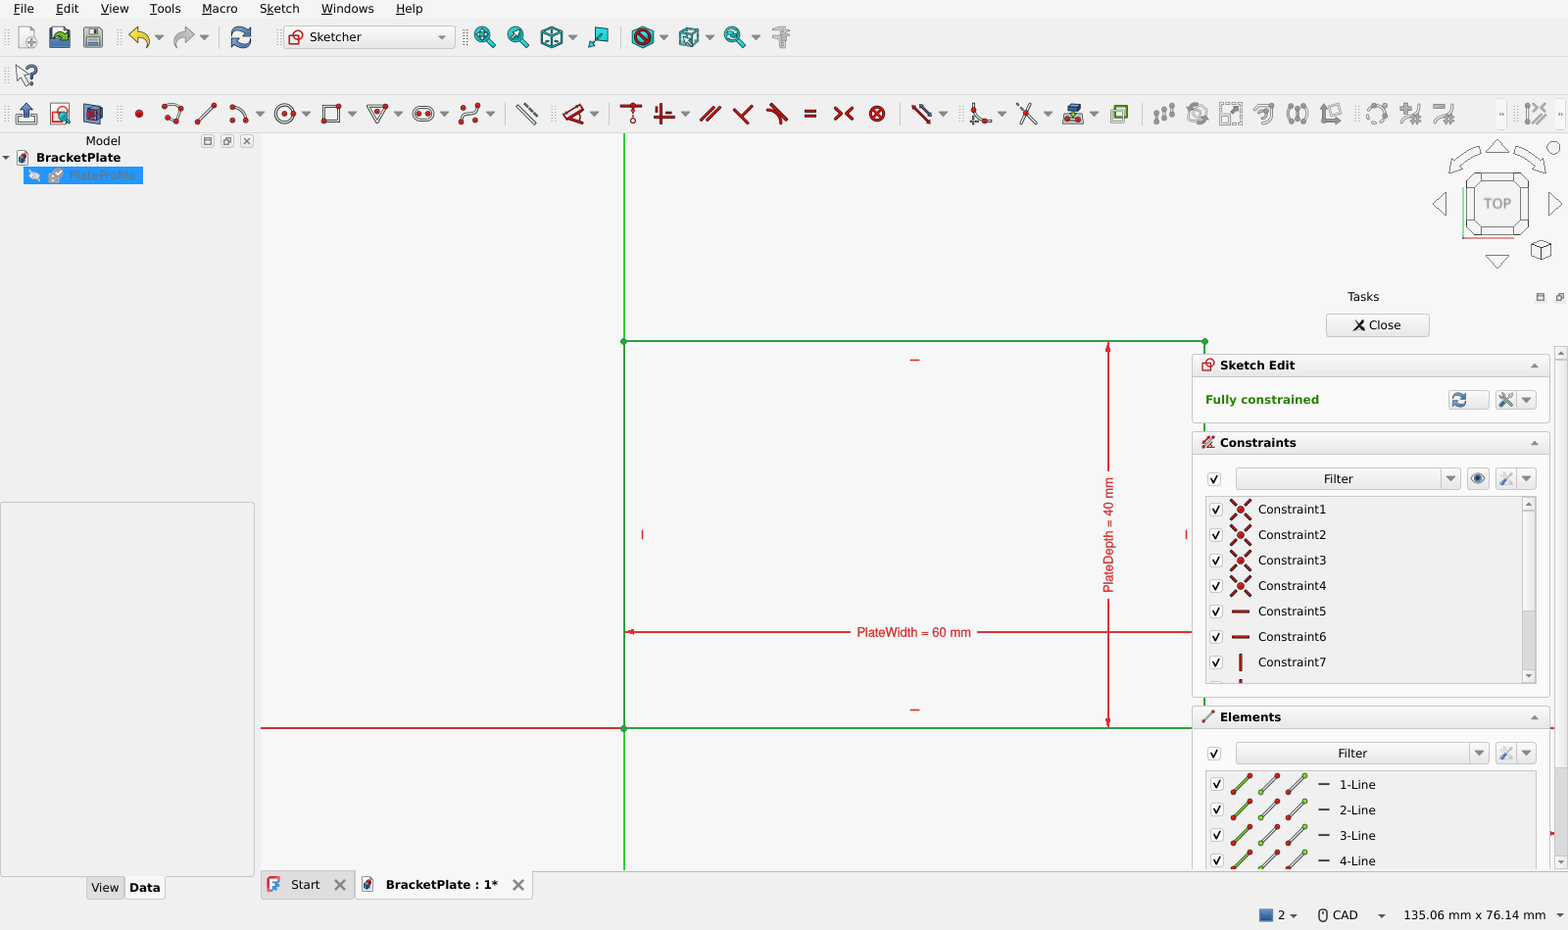 File Edit View Tools Macro Sketch Windows Help
Sketcher
Model
BracketPlate
PlateProfile
TOP
Tasks
Close
Sketch Edit
Fully constrained
Constraints
Filter
Constraint1
Constraint2
Constraint3
Constraint4
Constraint5
Constraint6
Constraint7
PlateDepth = 40 mm
PlateWidth = 60 mm
Elements
Filter
1-Line
2-Line
3-Line
4-Line
View Data
Start
BracketPlate : 1*
2 CAD 135.06 mm x 76.14 mm